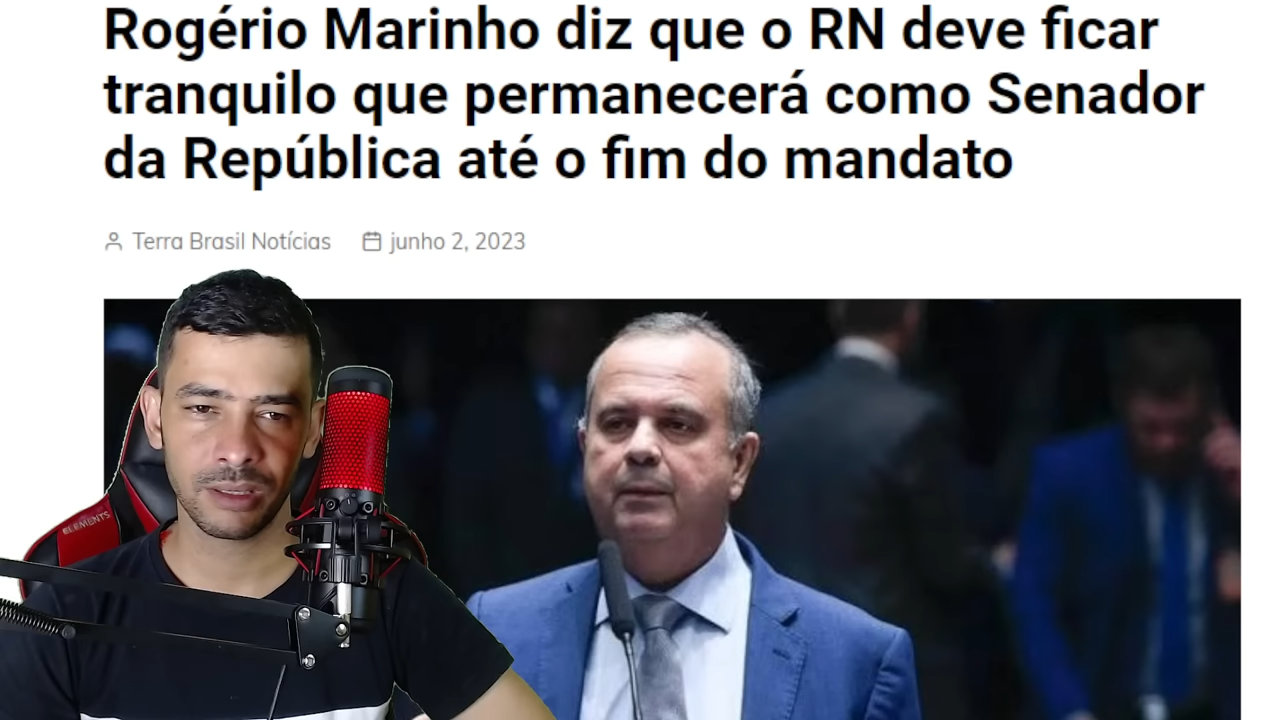 Rogério Marinho diz que o RN deve ficar
tranquilo que permanecerá como Senador
da República até o fim do mandato
Terra Brasil Notícias junho 2, 2023
ELEMENTS